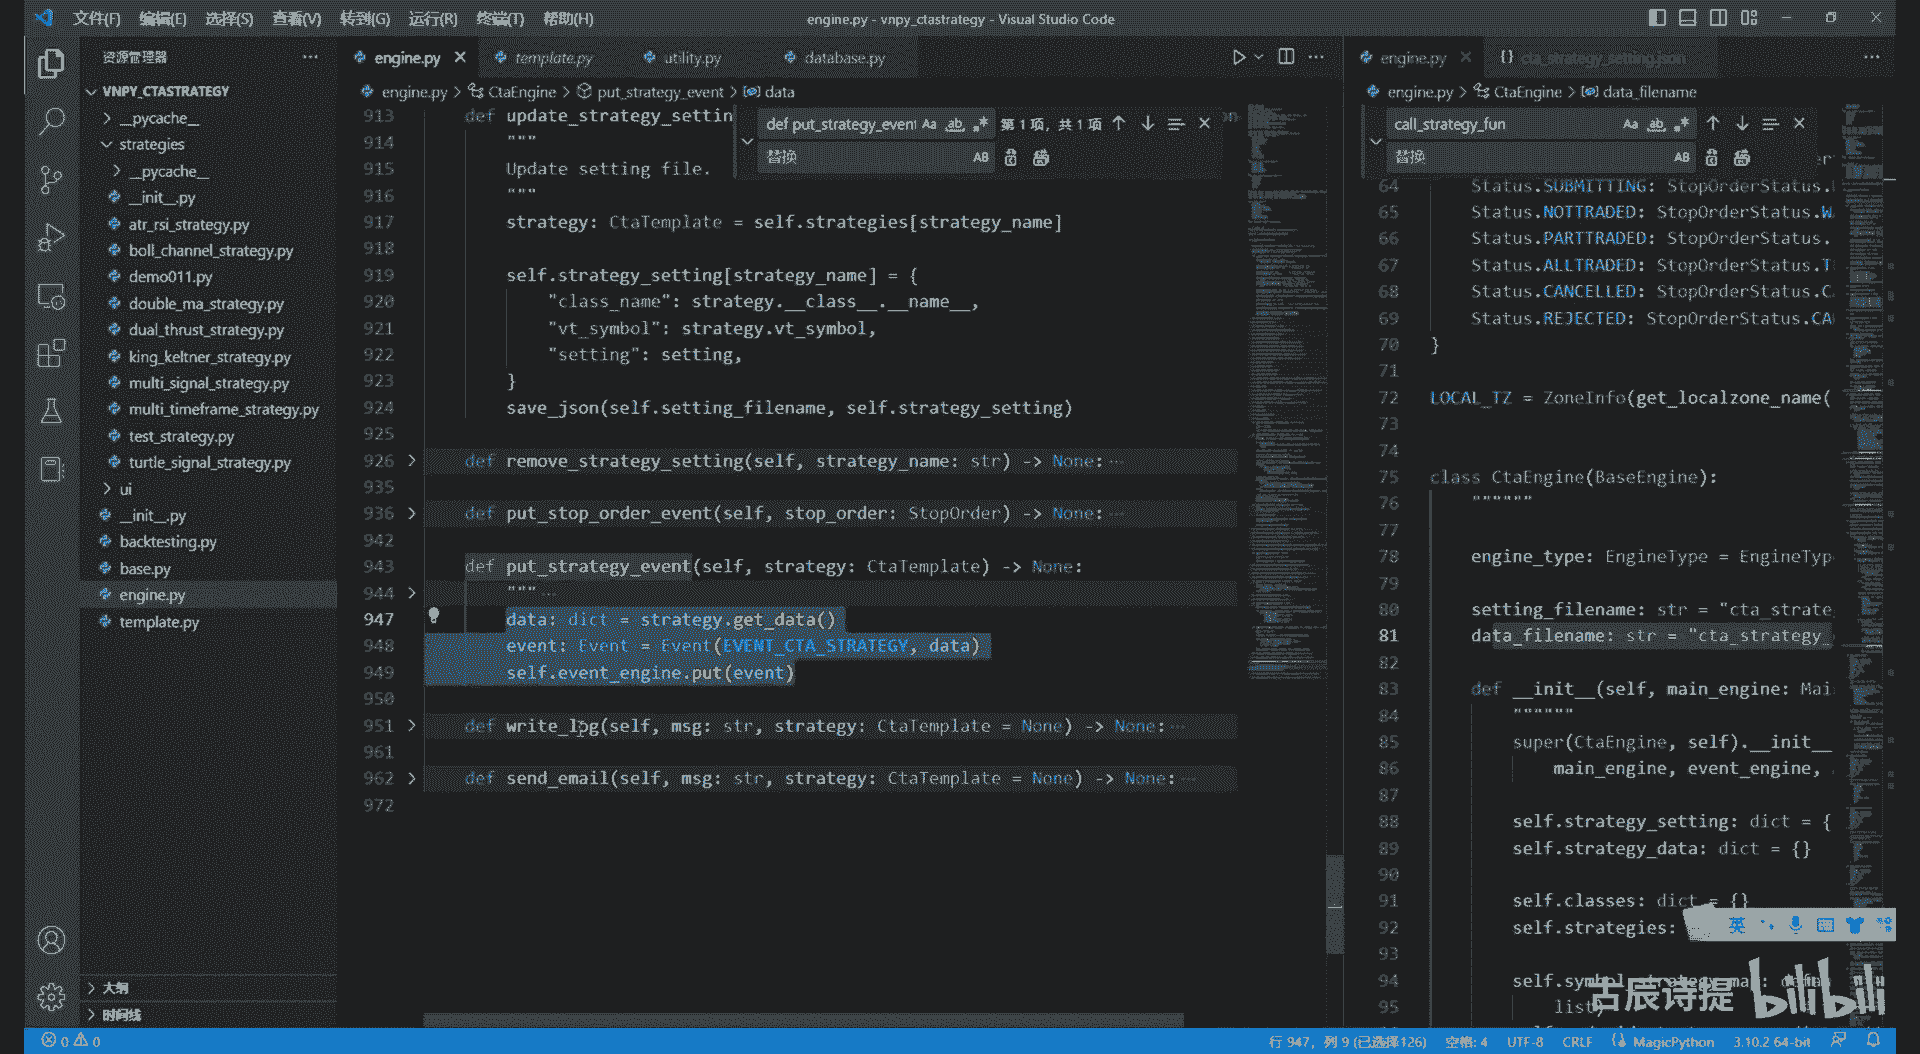 文件(F) 编辑(E) 选择(S) 查看(V) 转到(G) 运行(R) 终端(T) 帮助(H)
engine.py - vnpy_ctastrategy - Visual Studio Code
资源管理器
VNPY_CTASTRATEGY
__pycache__
strategies
__pycache__
__init__.py
atr_rsi_strategy.py
boll_channel_strategy.py
demo011.py
double_ma_strategy.py
dual_thrust_strategy.py
king_keltner_strategy.py
multi_signal_strategy.py
multi_timeframe_strategy.py
test_strategy.py
turtle_signal_strategy.py
ui
__init__.py
backtesting.py
base.py
engine.py
template.py
大纲
时间线
engine.py template.py utility.py database.py
engine.py > CtaEngine > put_strategy_event > data
def put_strategy_event Aa ab .* 第 1 项, 共 1 项
替换 AB
913 def update_strategy_settin
914 """
915 Update setting file.
916 """
917 strategy: CtaTemplate = self.strategies[strategy_name]
918
919 self.strategy_setting[strategy_name] = {
920 "class_name": strategy.__class__.__name__,
921 "vt_symbol": strategy.vt_symbol,
922 "setting": setting,
923 }
924 save_json(self.setting_filename, self.strategy_setting)
925
926 def remove_strategy_setting(self, strategy_name: str) -> None:…
935
936 def put_stop_order_event(self, stop_order: StopOrder) -> None:…
942
943 def put_strategy_event(self, strategy: CtaTemplate) -> None:
944 """…
947 data: dict = strategy.get_data()
948 event: Event = Event(EVENT_CTA_STRATEGY, data)
949 self.event_engine.put(event)
950
951 def write_log(self, msg: str, strategy: CtaTemplate = None) -> None:…
961
962 def send_email(self, msg: str, strategy: CtaTemplate = None) -> None:…
972
engine.py {} cta_strategy_setting.json
engine.py > CtaEngine > data_filename
call_strategy_fun Aa ab .*
替换 AB
64 Status.SUBMITTING: StopOrderStatus.
65 Status.NOTTRADED: StopOrderStatus.W
66 Status.PARTTRADED: StopOrderStatus.
67 Status.ALLTRADED: StopOrderStatus.T
68 Status.CANCELLED: StopOrderStatus.C
69 Status.REJECTED: StopOrderStatus.CA
70 }
71
72 LOCAL_TZ = ZoneInfo(get_localzone_name(
73
74
75 class CtaEngine(BaseEngine):
76 """"""
77
78 engine_type: EngineType = EngineTyp
79
80 setting_filename: str = "cta_strate
81 data_filename: str = "cta_strategy_
82
83 def __init__(self, main_engine: Mai
84 """"""
85 super(CtaEngine, self).__init__
86 main_engine, event_engine,
87
88 self.strategy_setting: dict = {
89 self.strategy_data: dict = {}
90
91 self.classes: dict = {}
92 self.strategies:
93
94 self.symbol_strategy_map: def
95 list)
英
古辰诗提 bilibili
0 0
行 947, 列 9 (已选择126) 空格: 4 UTF-8 CRLF MagicPython 3.10.2 64-bit